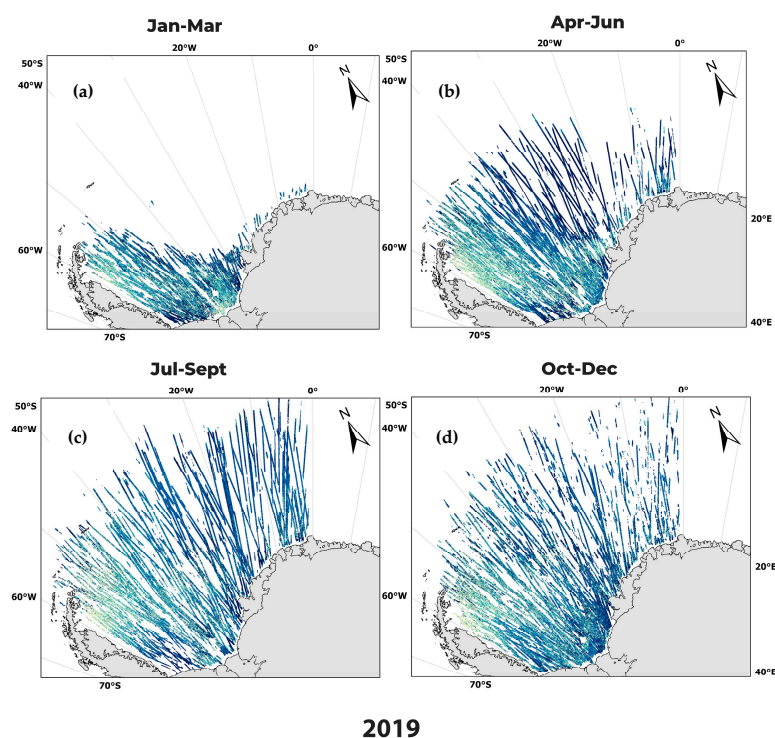 Jan-Mar
20°W 0°
50°S
40°W
N
(a)
60°W
70°S
Apr-Jun
20°W 0°
50°S
40°W
N
(b)
20°E
60°W
40°E
70°S
Jul-Sept
20°W 0°
50°S
40°W
N
(c)
60°W
70°S
Oct-Dec
20°W 0°
50°S
40°W
N
(d)
20°E
60°W
40°E
70°S
2019